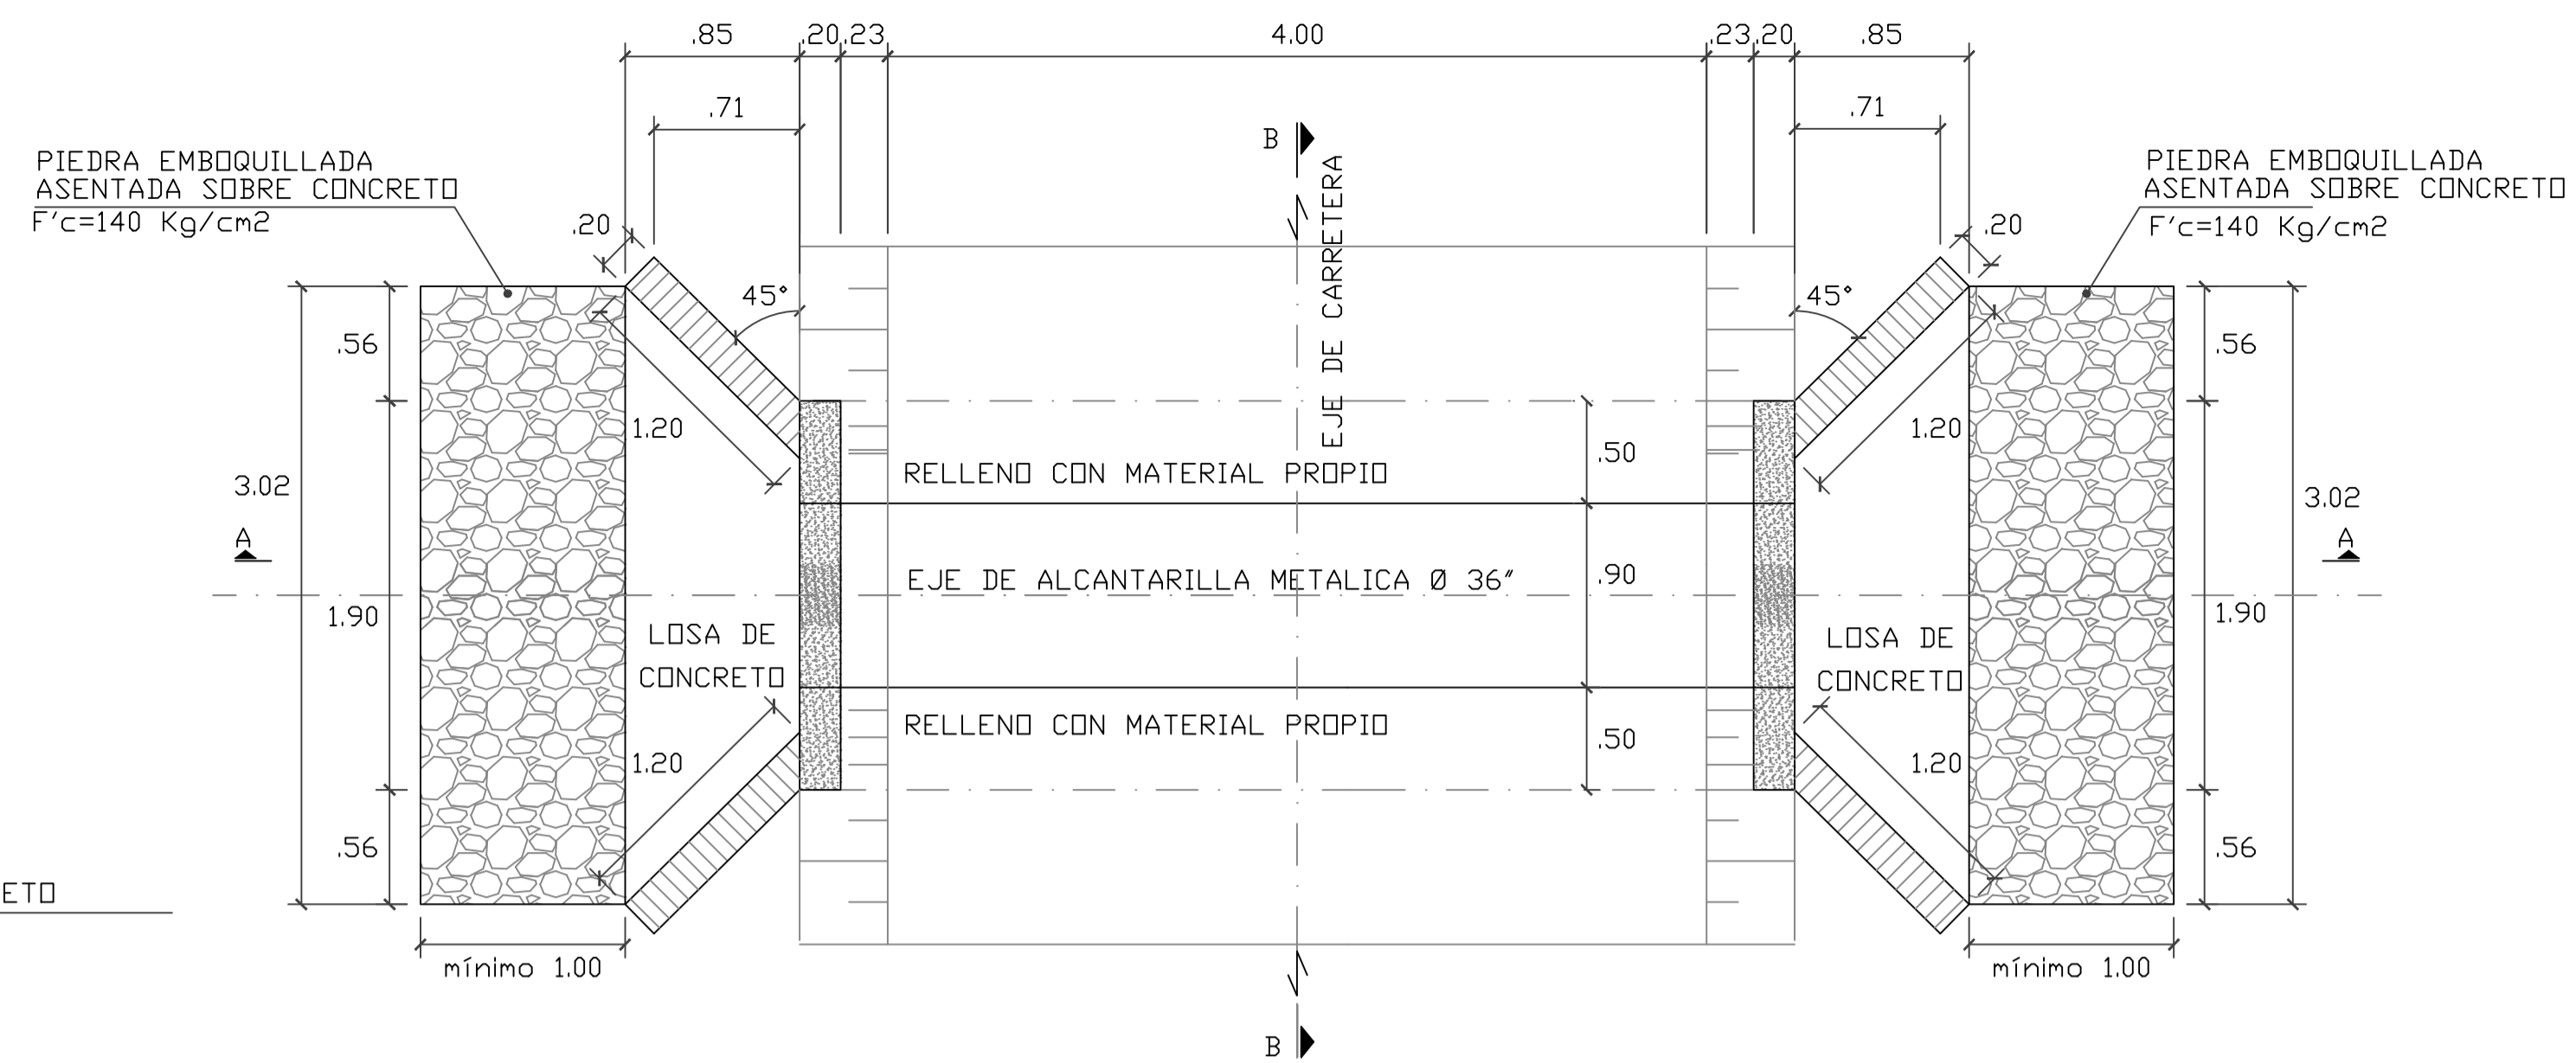 .85
.20
.23
4.00
.23
.20
.85
.71
.71
B
EJE DE CARRETERA
PIEDRA EMBOQUILLADA
ASENTADA SOBRE CONCRETO
F'c=140 Kg/cm2
PIEDRA EMBOQUILLADA
ASENTADA SOBRE CONCRETO
F'c=140 Kg/cm2
.20
.20
45°
45°
.56
.56
1.20
1.20
3.02
3.02
.50
RELLENO CON MATERIAL PROPIO
A
A
EJE DE ALCANTARILLA METALICA Ø 36"
.90
1.90
1.90
LOSA DE
CONCRETO
LOSA DE
CONCRETO
RELLENO CON MATERIAL PROPIO
.50
1.20
1.20
.56
.56
ETO
mínimo 1.00
mínimo 1.00
B